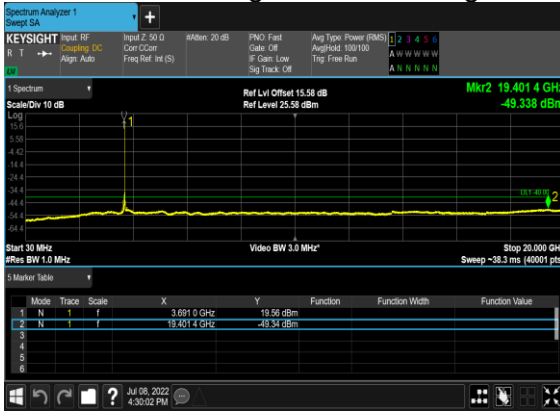 Spectrum Analyzer 1
Swept SA
+
KEYSIGHT Input: RF Input Z: 50 Ω #Atten: 20 dB PNO: Fast Avg Type: Power (RMS) 1 2 3 4 5 6
R T Coupling: DC Corr CCorr Gate: Off Avg|Hold: 100/100 A W W W W W
Align: Auto Freq Ref: Int (S) IF Gain: Low Trig: Free Run
Sig Track: Off A N N N N N
1 Spectrum
Ref Lvl Offset 15.58 dB Mkr2 19.401 4 GHz
Scale/Div 10 dB Ref Level 25.58 dBm -49.338 dBm
Log
15.6
5.58
-4.42
-14.4
-24.4
-34.4
-44.4
-54.4
1
2
Start 30 MHz Video BW 3.0 MHz* Stop 20.000 GHz
#Res BW 1.0 MHz Sweep ~38.3 ms (40001 pts
5 Marker Table
Mode Trace Scale X Y Function Function Width Function Value
1 N 1 f 3.691 0 GHz 19.56 dBm
2 N 1 f 19.401 4 GHz -49.34 dBm
3
4
5
6
? Jul 08, 2022
4:30:02 PM